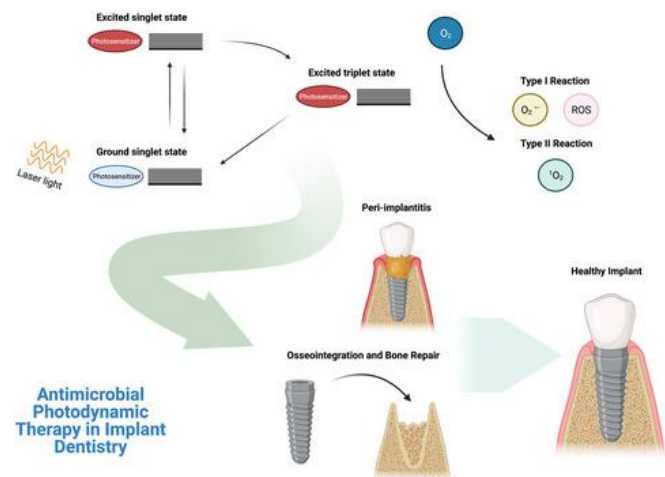 Excited singlet state
Photosensitizer
O₂
Excited triplet state
Photosensitizer
Type I Reaction
O₂•⁻
ROS
Type II Reaction
¹O₂
Ground singlet state
Photosensitizer
Laser light
Peri-implantitis
Healthy Implant
Osseointegration and Bone Repair
Antimicrobial
Photodynamic
Therapy in Implant
Dentistry